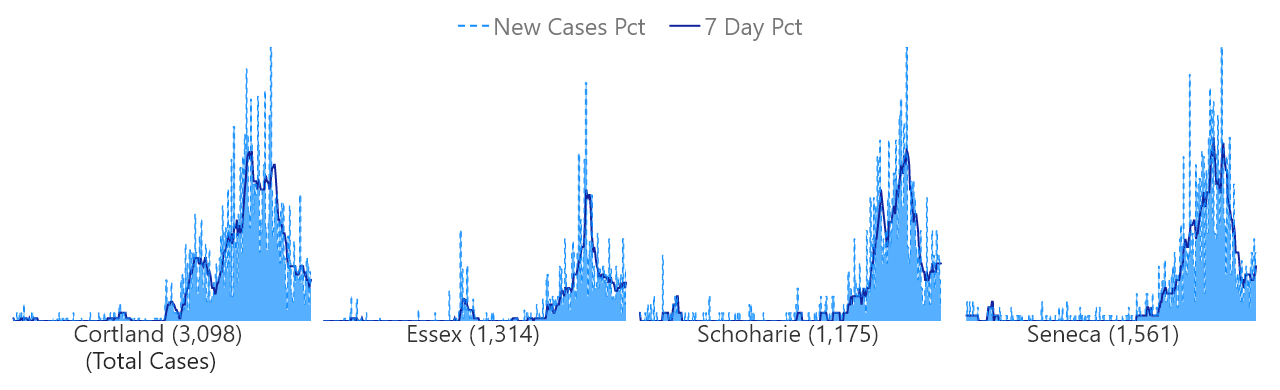 New Cases Pct 7 Day Pct
Cortland (3,098) Essex (1,314) Schoharie (1,175) Seneca (1,561)
(Total Cases)